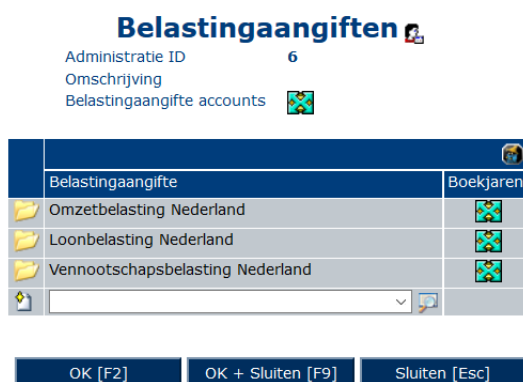 Belastingaangiften
Administratie ID 6
Omschrijving
Belastingaangifte accounts
Belastingaangifte Boekjaren
Omzetbelasting Nederland
Loonbelasting Nederland
Vennootschapsbelasting Nederland
OK [F2] OK + Sluiten [F9] Sluiten [Esc]